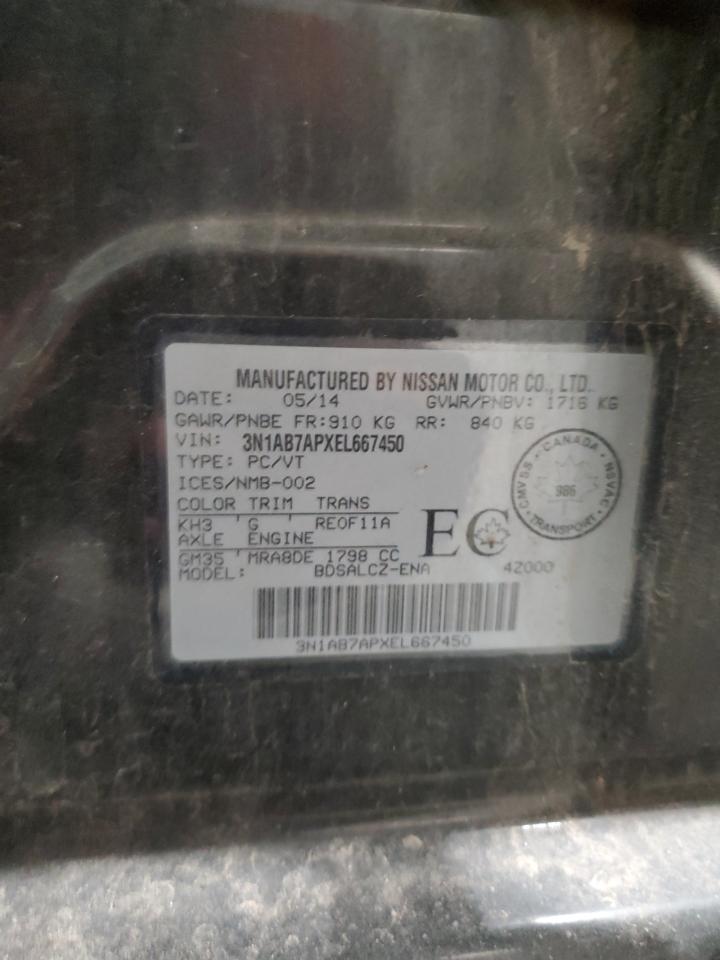 MANUFACTURED BY NISSAN MOTOR CO., LTD.
DATE: 05/14 GVWR/PNBV: 1716 KG
GAWR/PNBE FR:910 KG RR: 840 KG
VIN: 3N1AB7APXEL667450
TYPE: PC/VT
ICES/NMB-002
COLOR TRIM TRANS
KH3 G RE0F11A
AXLE ENGINE
GM35 MRA8DE 1798 CC
MODEL: BDSALCZ-ENA 4Z000
EC
CANADA
CMVSS 986 NSVAC
TRANSPORT
3N1AB7APXEL667450